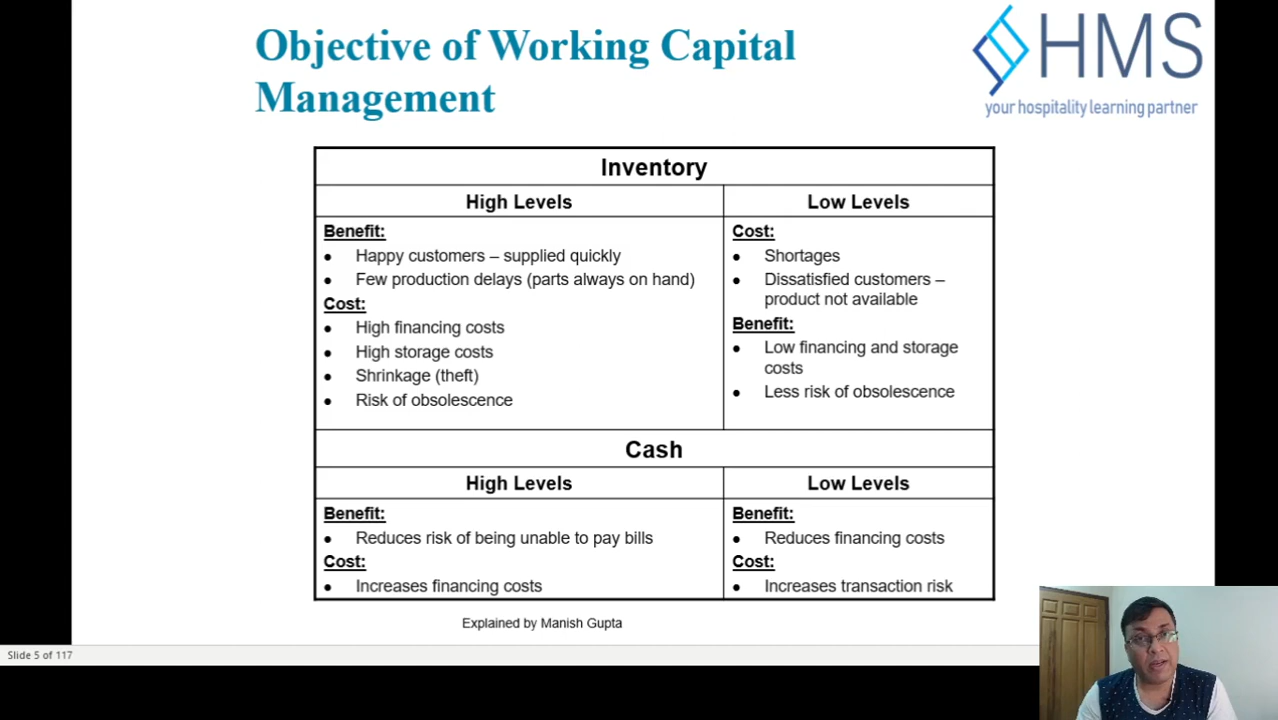 Objective of Working Capital
Management
HMS
your hospitality learning partner
Inventory
High Levels
Low Levels
Benefit:
• Happy customers – supplied quickly
• Few production delays (parts always on hand)
Cost:
• High financing costs
• High storage costs
• Shrinkage (theft)
• Risk of obsolescence
Cost:
• Shortages
• Dissatisfied customers –
product not available
Benefit:
• Low financing and storage
costs
• Less risk of obsolescence
Cash
High Levels
Low Levels
Benefit:
• Reduces risk of being unable to pay bills
Cost:
• Increases financing costs
Benefit:
• Reduces financing costs
Cost:
• Increases transaction risk
Explained by Manish Gupta
Slide 5 of 117